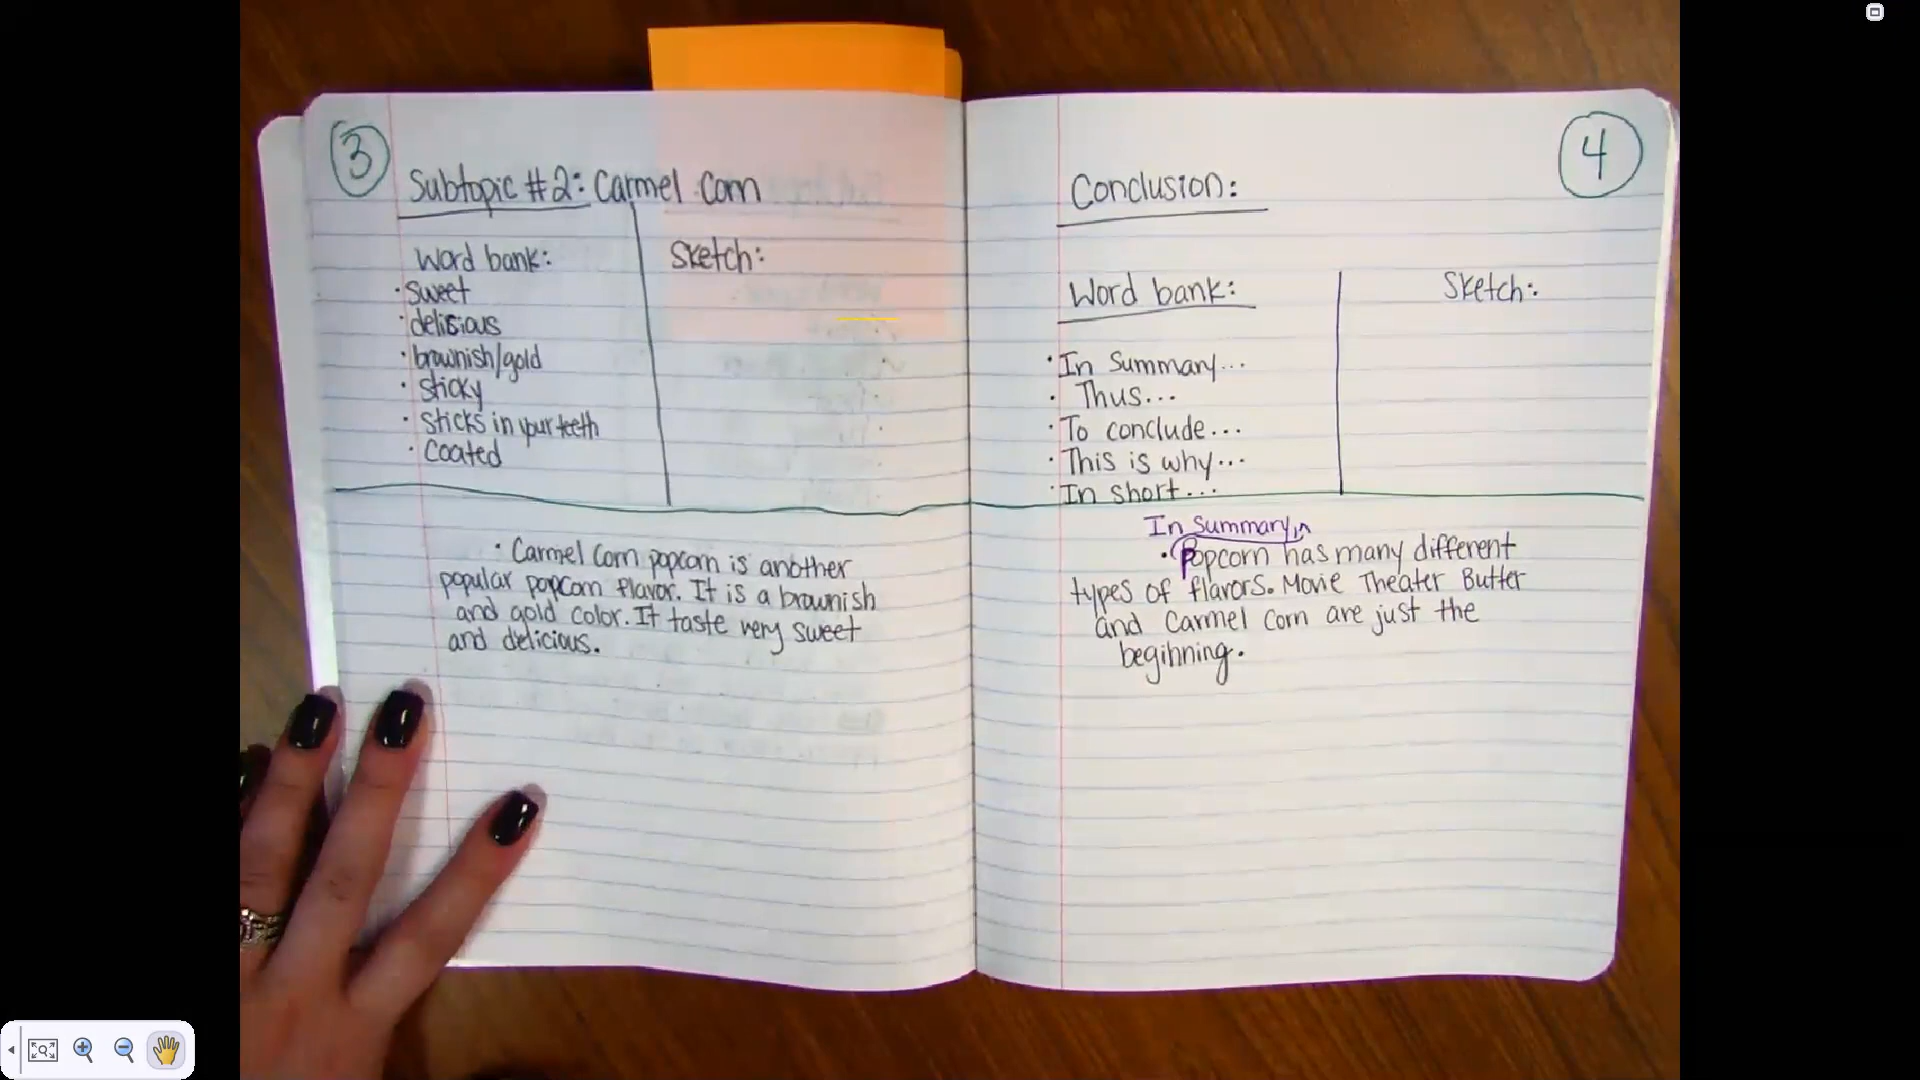 3
Subtopic #2: Carmel Corn
Word bank:
Sketch:
· Sweet
· delicious
· brownish/gold
· Sticky
· Sticks in your teeth
· Coated
· Carmel Corn popcorn is another
popular popcorn flavor. It is a brownish
and gold color. It taste very sweet
and delicious.
4
Conclusion:
Word bank:
Sketch:
· In Summary...
· Thus...
· To conclude...
· This is why...
· In short...
In Summary,
· Popcorn has many different
types of flavors. Movie Theater Butter
and Carmel Corn are just the
beginning.